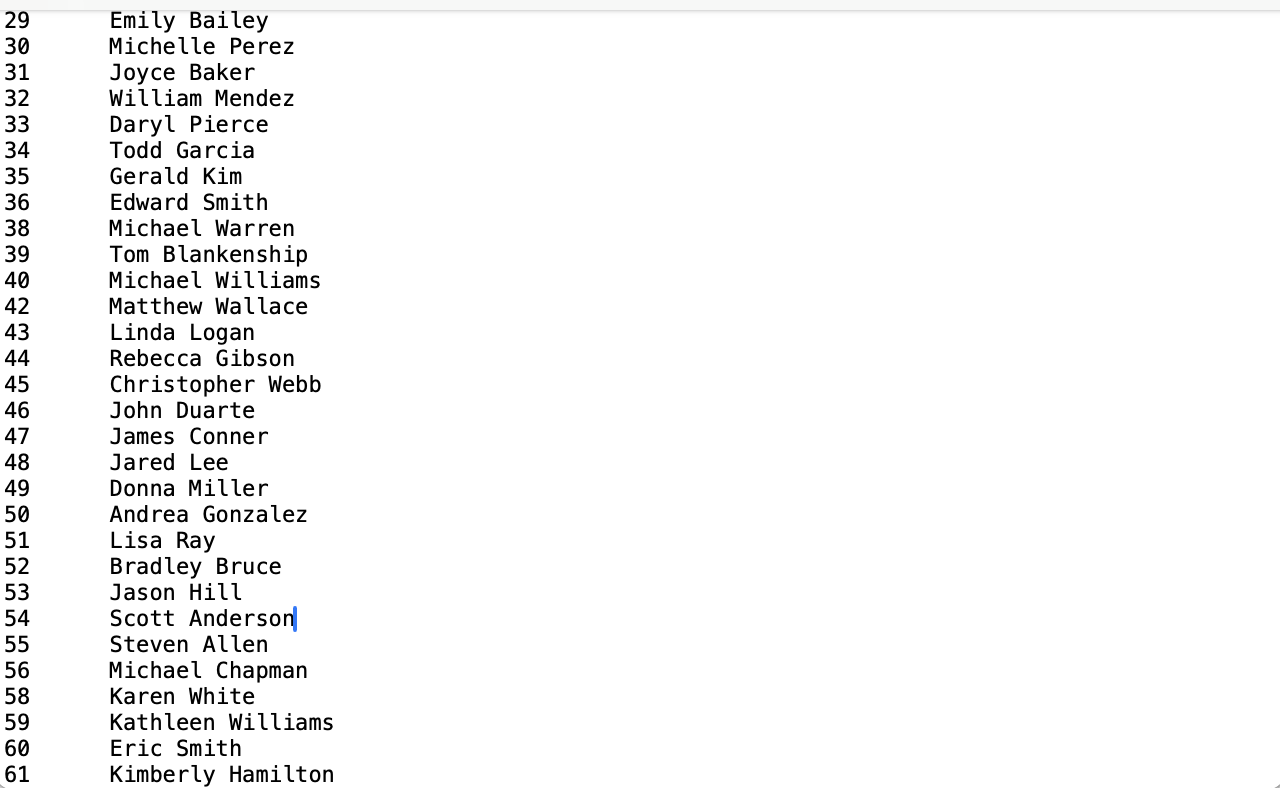 29 Emily Bailey
30 Michelle Perez
31 Joyce Baker
32 William Mendez
33 Daryl Pierce
34 Todd Garcia
35 Gerald Kim
36 Edward Smith
38 Michael Warren
39 Tom Blankenship
40 Michael Williams
42 Matthew Wallace
43 Linda Logan
44 Rebecca Gibson
45 Christopher Webb
46 John Duarte
47 James Conner
48 Jared Lee
49 Donna Miller
50 Andrea Gonzalez
51 Lisa Ray
52 Bradley Bruce
53 Jason Hill
54 Scott Anderson
55 Steven Allen
56 Michael Chapman
58 Karen White
59 Kathleen Williams
60 Eric Smith
61 Kimberly Hamilton